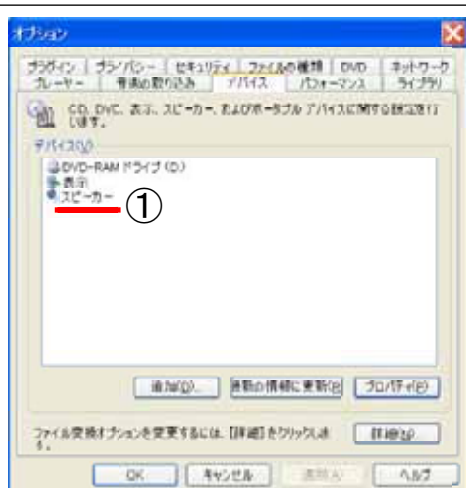 オプション
プラグイン プライバシー セキュリティ ファイルの種類 DVD ネットワーク
プレーヤー 音楽の取り込み デバイス パフォーマンス ライブラリ
CD、DVD、表示、スピーカー、およびポータブル デバイスに関する設定を行
います。
デバイス(V)
DVD-RAM ドライブ (D:)
表示
スピーカー
①
追加(D)... 最新の情報に更新(R) プロパティ(P)
ファイル変換オプションを変更するには、[詳細] をクリックしま
す。
詳細(V)...
OK キャンセル 適用(A) ヘルプ